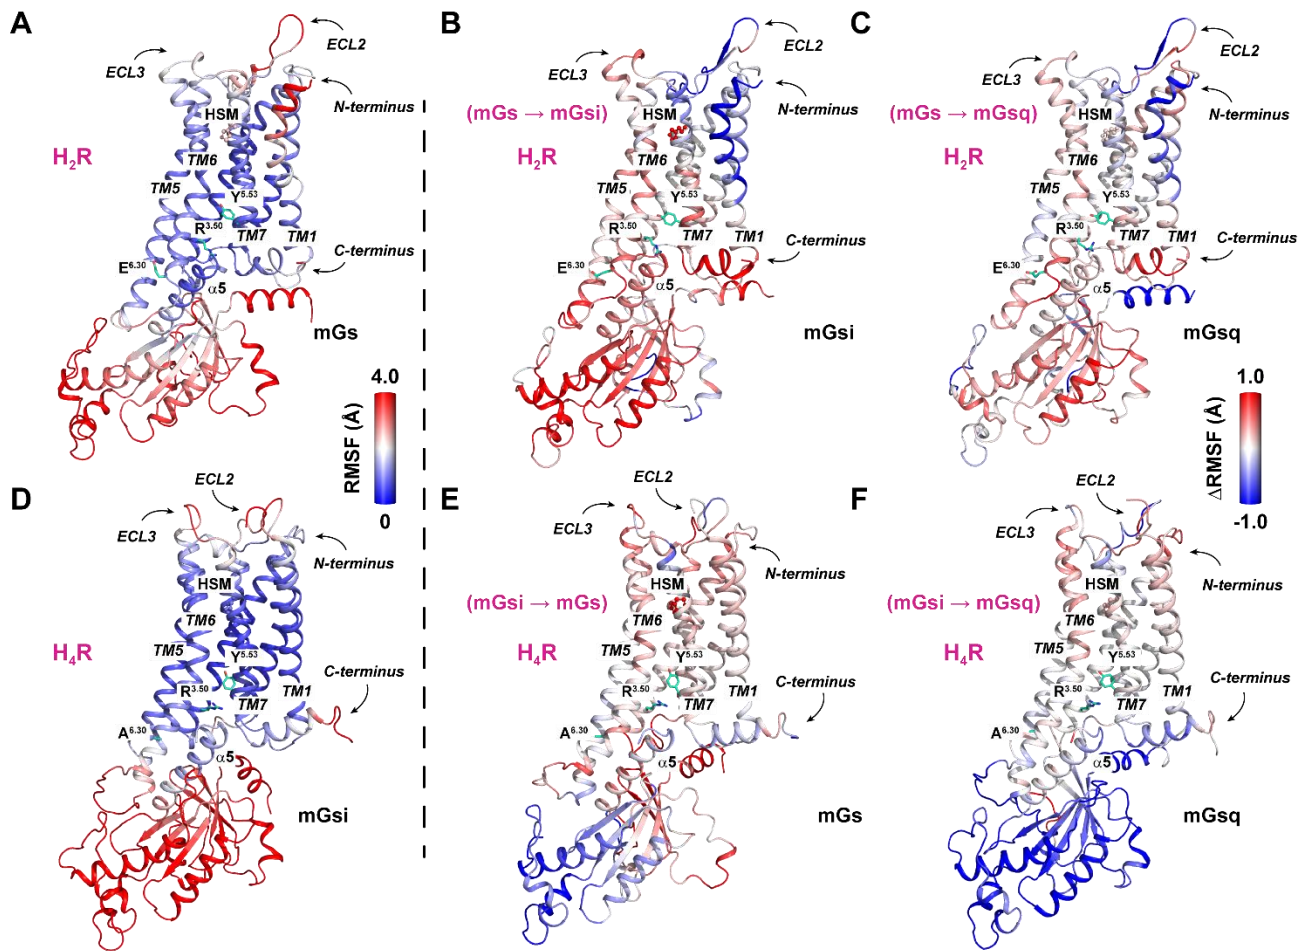 A
ECL2
ECL3
N-terminus
HSM
H₂R
TM6
TM5
Y⁵·⁵³
R³·⁵⁰
TM7
TM1
C-terminus
E⁶·³⁰
α5
mGs
4.0
RMSF (Å)
0
B
ECL2
ECL3
N-terminus
(mGs → mGsi)
HSM
H₂R
TM6
TM5
Y⁵·⁵³
R³·⁵⁰
TM7
TM1
C-terminus
E⁶·³⁰
α5
mGsi
C
ECL2
ECL3
N-terminus
(mGs → mGsq)
HSM
H₂R
TM6
TM5
Y⁵·⁵³
R³·⁵⁰
TM7
TM1
C-terminus
E⁶·³⁰
α5
mGsq
1.0
ΔRMSF (Å)
-1.0
D
ECL2
ECL3
N-terminus
HSM
H₄R
TM6
TM5
Y⁵·⁵³
C-terminus
R³·⁵⁰
TM7
TM1
A⁶·³⁰
α5
mGsi
E
ECL2
ECL3
N-terminus
HSM
(mGsi → mGs)
TM6
H₄R
TM5
Y⁵·⁵³
C-terminus
R³·⁵⁰
TM7
TM1
A⁶·³⁰
α5
mGs
F
ECL2
ECL3
N-terminus
HSM
(mGsi → mGsq)
TM6
H₄R
TM5
Y⁵·⁵³
C-terminus
R³·⁵⁰
TM7
TM1
A⁶·³⁰
α5
mGsq